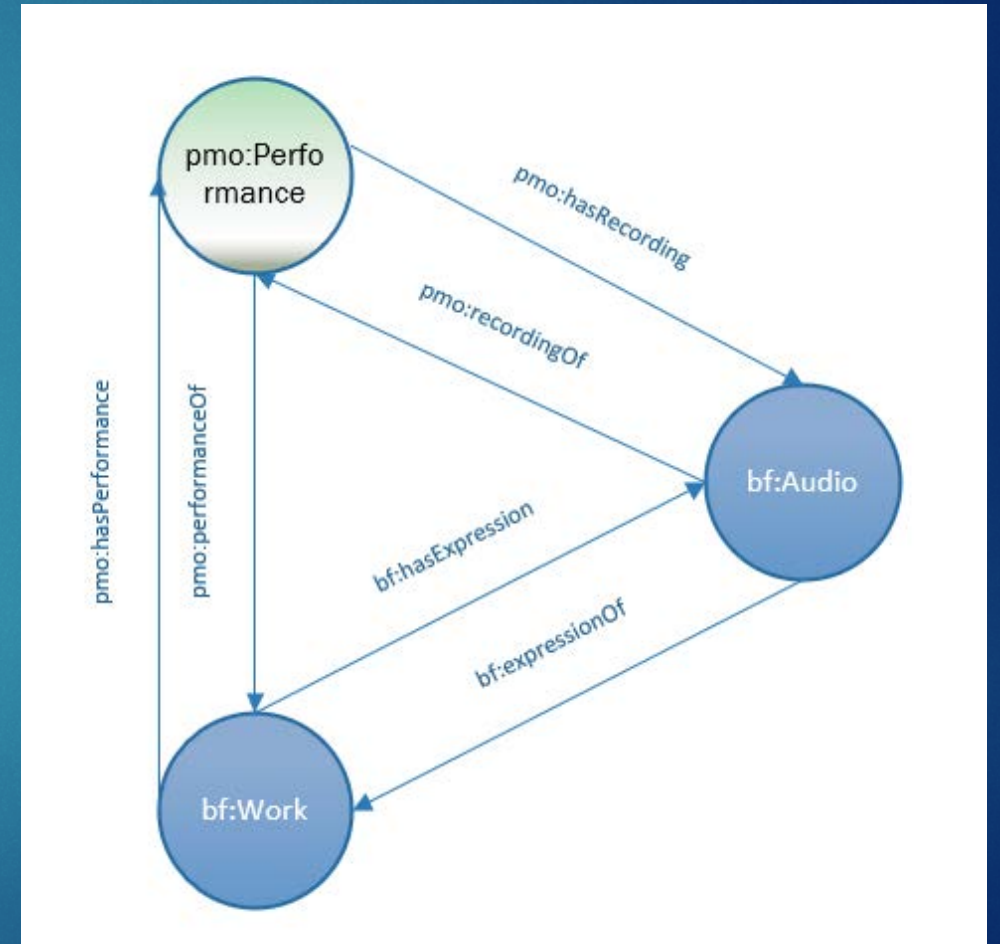 pmo:Perfo
rmance
pmo:hasRecording
pmo:recordingOf
pmo:hasPerformance
pmo:performanceOf
bf:Audio
bf:hasExpression
bf:expressionOf
bf:Work